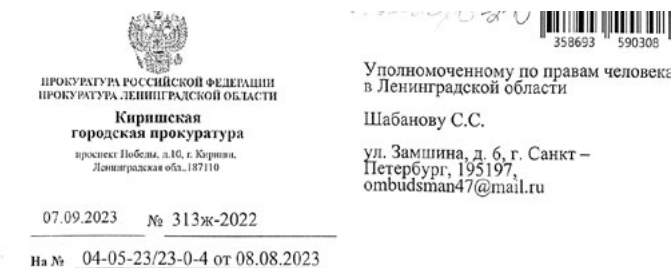 ПРОКУРАТУРА РОССИЙСКОЙ ФЕДЕРАЦИИ
ПРОКУРАТУРА ЛЕНИНГРАДСКОЙ ОБЛАСТИ
Киришская
городская прокуратура
проспект Победы, д.10, г. Кириши,
Ленинградская обл., 187110
07.09.2023 № 313ж-2022
На № 04-05-23/23-0-4 от 08.08.2023
358693 590308
Уполномоченному по правам человека
в Ленинградской области
Шабанову С.С.
ул. Замшина, д. 6, г. Санкт –
Петербург, 195197,
ombudsman47@mail.ru